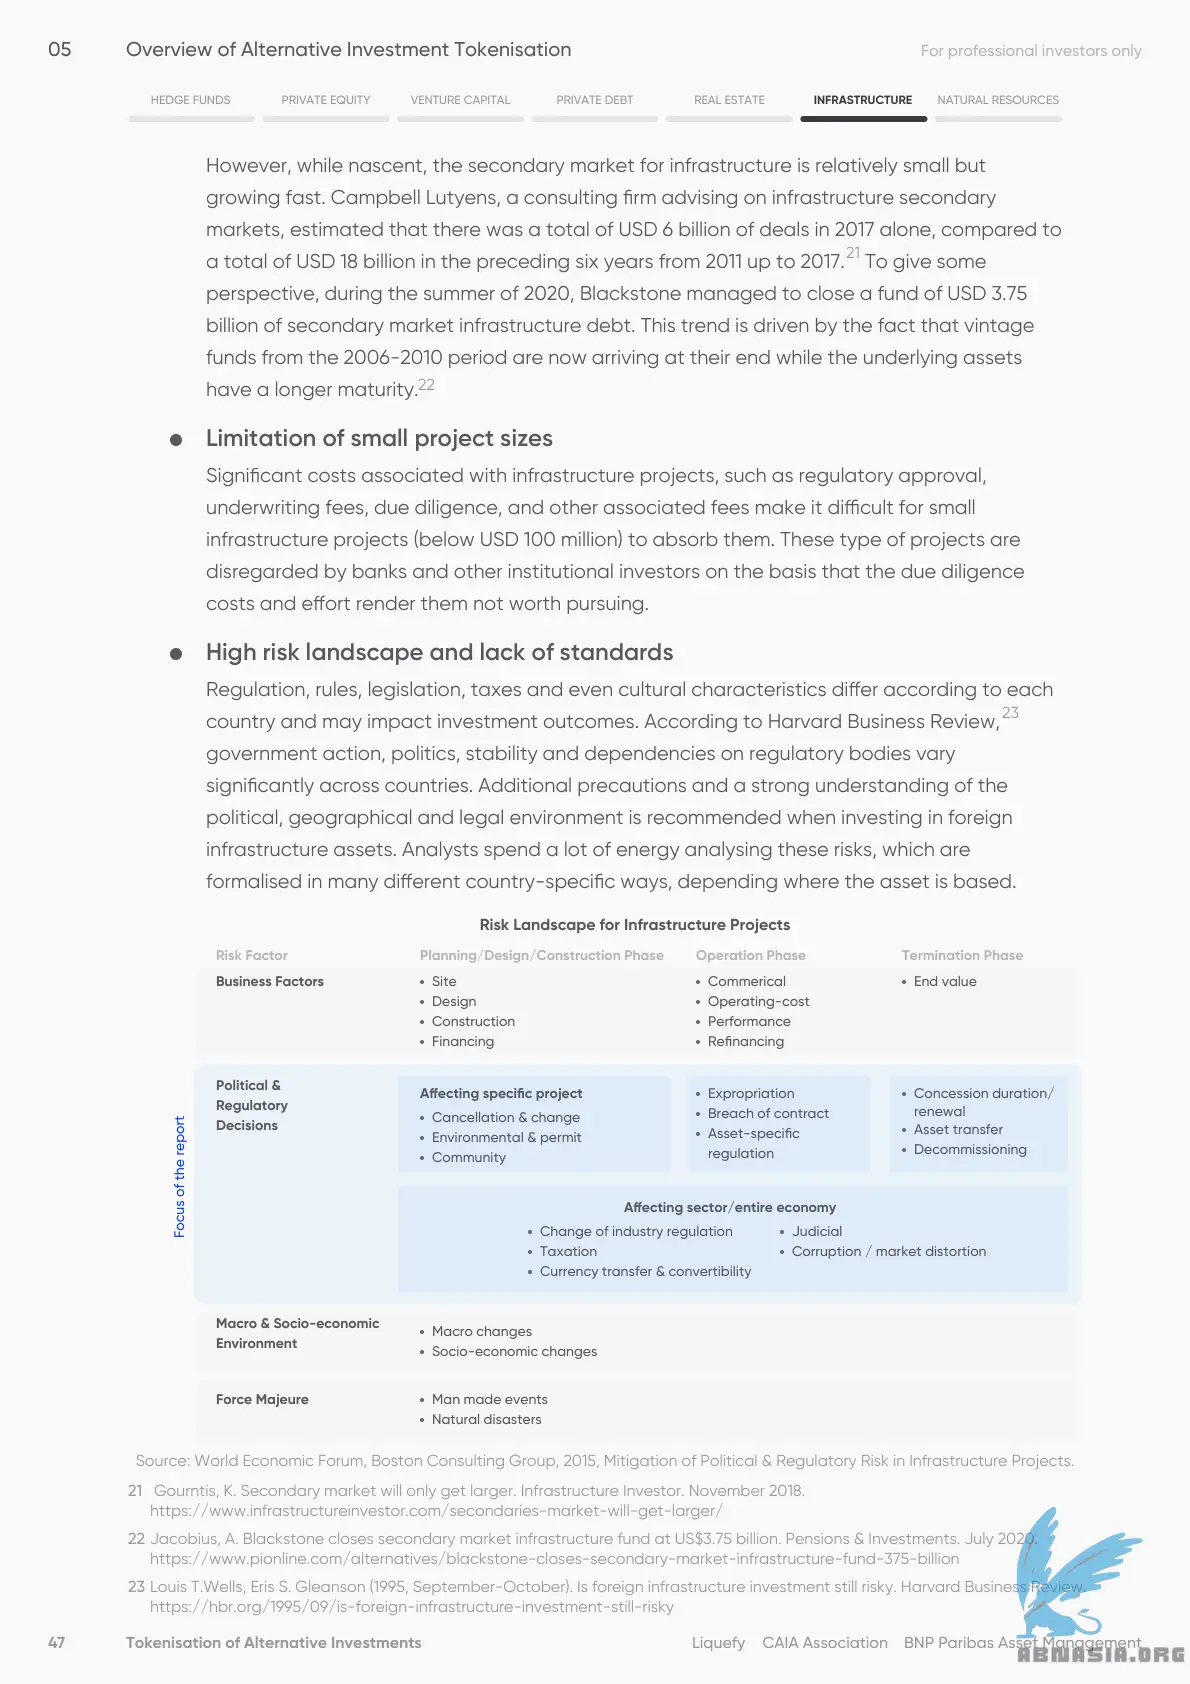 05 Overview of Alternative Investment Tokenisation For professional investors only
HEDGE FUNDS PRIVATE EQUITY VENTURE CAPITAL PRIVATE DEBT REAL ESTATE INFRASTRUCTURE NATURAL RESOURCES
However, while nascent, the secondary market for infrastructure is relatively small but
growing fast. Campbell Lutyens, a consulting firm advising on infrastructure secondary
markets, estimated that there was a total of USD 6 billion of deals in 2017 alone, compared to
a total of USD 18 billion in the preceding six years from 2011 up to 2017.21 To give some
perspective, during the summer of 2020, Blackstone managed to close a fund of USD 3.75
billion of secondary market infrastructure debt. This trend is driven by the fact that vintage
funds from the 2006-2010 period are now arriving at their end while the underlying assets
have a longer maturity.22
● Limitation of small project sizes
Significant costs associated with infrastructure projects, such as regulatory approval,
underwriting fees, due diligence, and other associated fees make it difficult for small
infrastructure projects (below USD 100 million) to absorb them. These type of projects are
disregarded by banks and other institutional investors on the basis that the due diligence
costs and effort render them not worth pursuing.
● High risk landscape and lack of standards
Regulation, rules, legislation, taxes and even cultural characteristics differ according to each
country and may impact investment outcomes. According to Harvard Business Review,23
government action, politics, stability and dependencies on regulatory bodies vary
significantly across countries. Additional precautions and a strong understanding of the
political, geographical and legal environment is recommended when investing in foreign
infrastructure assets. Analysts spend a lot of energy analysing these risks, which are
formalised in many different country-specific ways, depending where the asset is based.
Risk Landscape for Infrastructure Projects
Risk Factor Planning/Design/Construction Phase Operation Phase Termination Phase
Business Factors • Site • Commerical • End value
• Design • Operating-cost
• Construction • Performance
• Financing • Refinancing
Focus of the report
Political &
Regulatory
Decisions
Affecting specific project
• Cancellation & change
• Environmental & permit
• Community
• Expropriation
• Breach of contract
• Asset-specific
regulation
• Concession duration/
renewal
• Asset transfer
• Decommissioning
Affecting sector/entire economy
• Change of industry regulation • Judicial
• Taxation • Corruption / market distortion
• Currency transfer & convertibility
Macro & Socio-economic
Environment
• Macro changes
• Socio-economic changes
Force Majeure • Man made events
• Natural disasters
Source: World Economic Forum, Boston Consulting Group, 2015, Mitigation of Political & Regulatory Risk in Infrastructure Projects.
21 Gourntis, K. Secondary market will only get larger. Infrastructure Investor. November 2018.
https://www.infrastructureinvestor.com/secondaries-market-will-get-larger/
22 Jacobius, A. Blackstone closes secondary market infrastructure fund at US$3.75 billion. Pensions & Investments. July 2020.
https://www.pionline.com/alternatives/blackstone-closes-secondary-market-infrastructure-fund-375-billion
23 Louis T.Wells, Eris S. Gleanson (1995, September-October). Is foreign infrastructure investment still risky. Harvard Business Review.
https://hbr.org/1995/09/is-foreign-infrastructure-investment-still-risky
47 Tokenisation of Alternative Investments Liquefy CAIA Association BNP Paribas Asset Management
ABNASIA.ORG